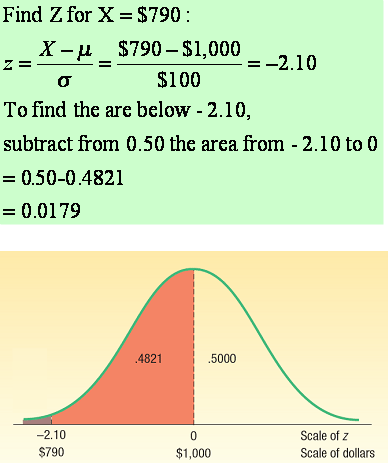 Find Z for X = $790 :
z = X – μ / σ = $790 – $1,000 / $100 = –2.10
To find the are below - 2.10,
subtract from 0.50 the area from - 2.10 to 0
= 0.50-0.4821
= 0.0179
.4821 .5000
–2.10 0 Scale of z
$790 $1,000 Scale of dollars